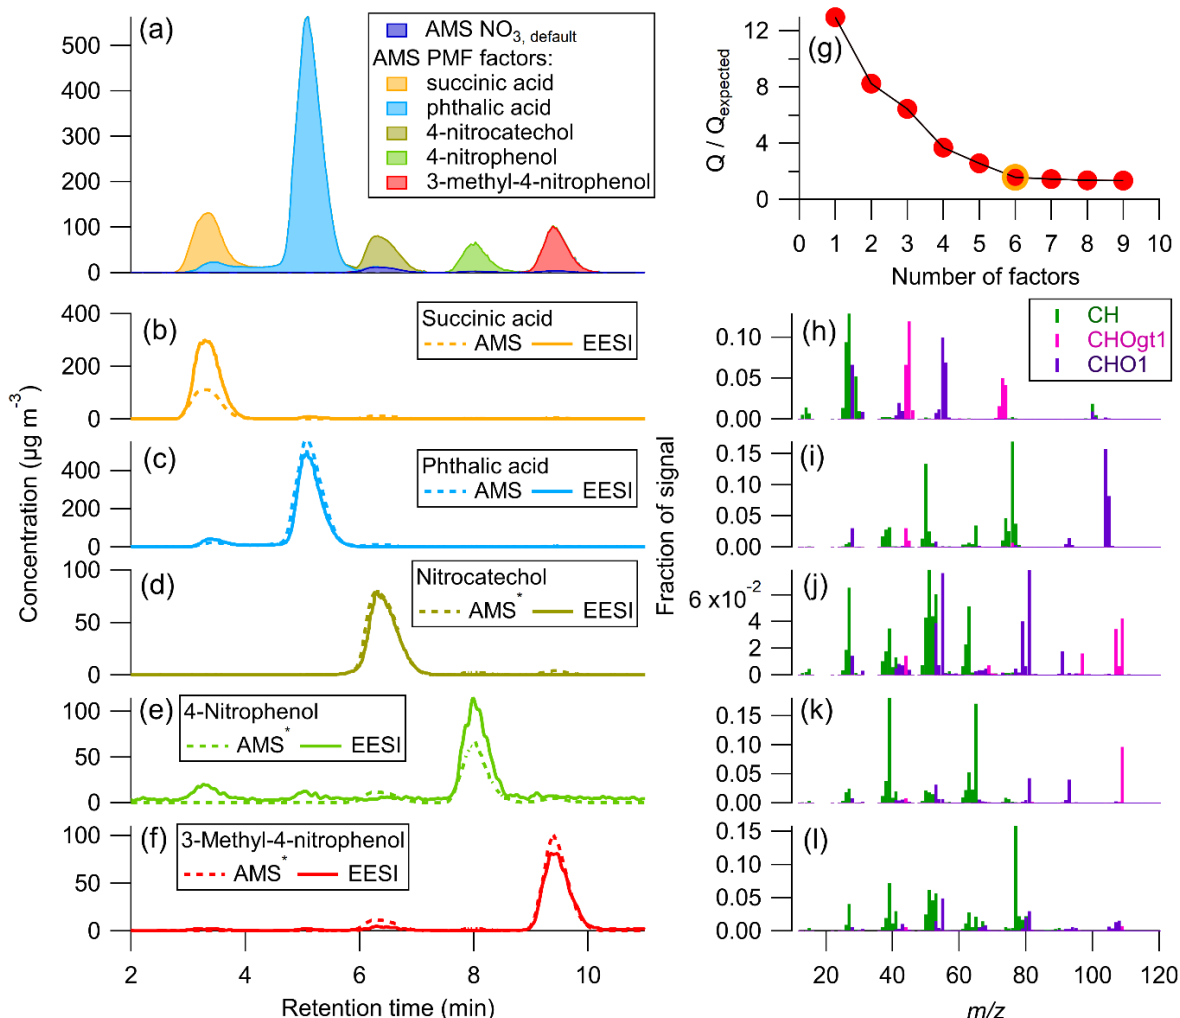 (a)
AMS NO3, default
AMS PMF factors:
succinic acid
phthalic acid
4-nitrocatechol
4-nitrophenol
3-methyl-4-nitrophenol
500
400
300
200
100
0
(b)
Succinic acid
AMS EESI
400
200
0
(c)
Phthalic acid
AMS EESI
400
200
0
(d)
Nitrocatechol
AMS* EESI
100
50
0
(e)
4-Nitrophenol
AMS* EESI
100
50
0
(f)
3-Methyl-4-nitrophenol
AMS* EESI
100
50
0
2 4 6 8 10
Retention time (min)
Concentration (µg m-3)
(g)
12
8
4
0
Q / Qexpected
0 1 2 3 4 5 6 7 8 9 10
Number of factors
(h)
CH
CHOgt1
CHO1
0.10
0.05
0.00
(i)
0.15
0.10
0.05
0.00
(j)
6 x10-2
4
2
0
(k)
0.15
0.10
0.05
0.00
(l)
0.15
0.10
0.05
0.00
Fraction of signal
20 40 60 80 100 120
m/z